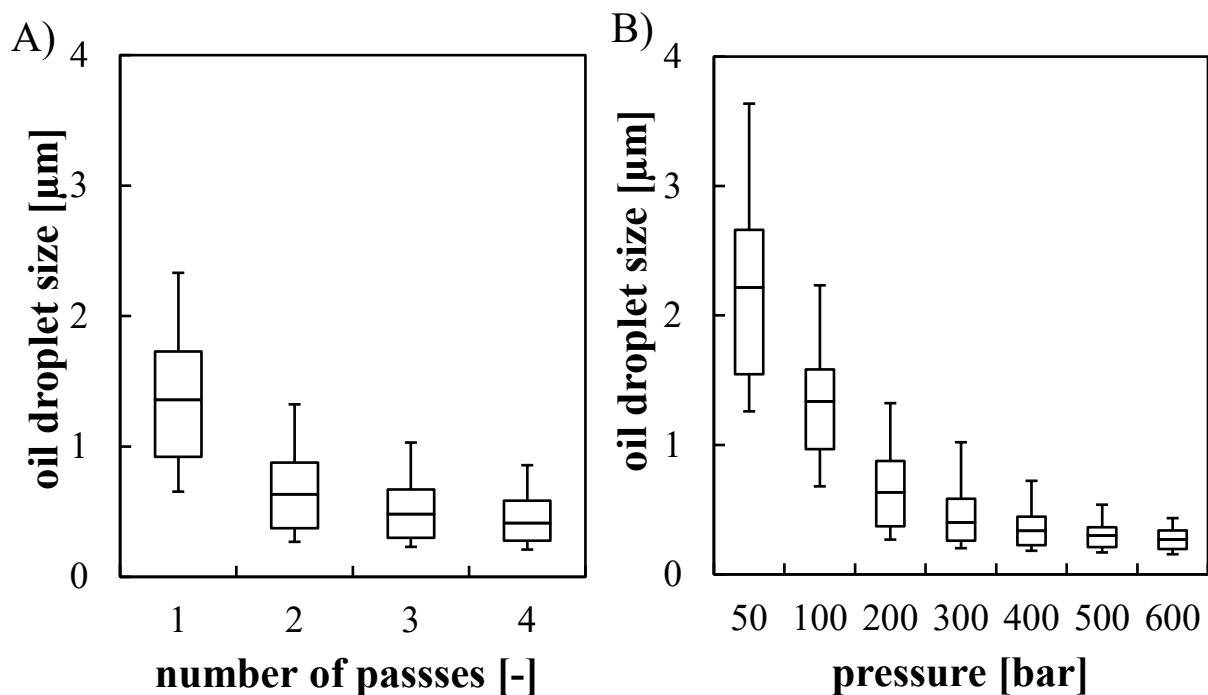 A)
oil droplet size [µm]
4
3
2
1
0
1 2 3 4
number of passses [-]
B)
oil droplet size [µm]
4
3
2
1
0
50 100 200 300 400 500 600
pressure [bar]